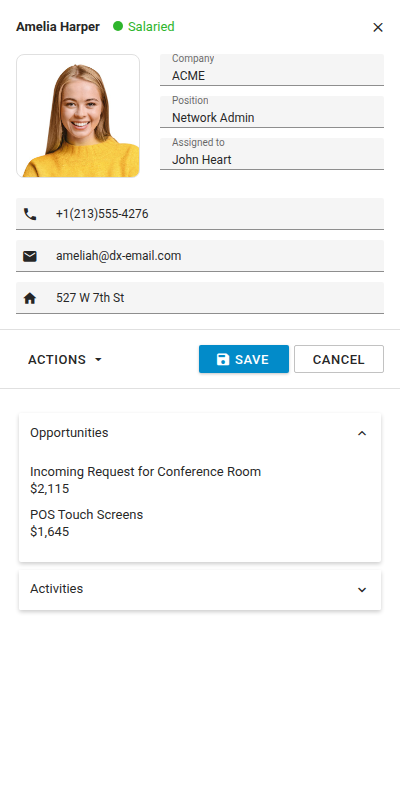 Amelia Harper
Salaried
Company
ACME
Position
Network Admin
Assigned to
John Heart
+1(213)555-4276
ameliah@dx-email.com
527 W 7th St
ACTIONS
SAVE
CANCEL
Opportunities
Incoming Request for Conference Room
$2,115
POS Touch Screens
$1,645
Activities